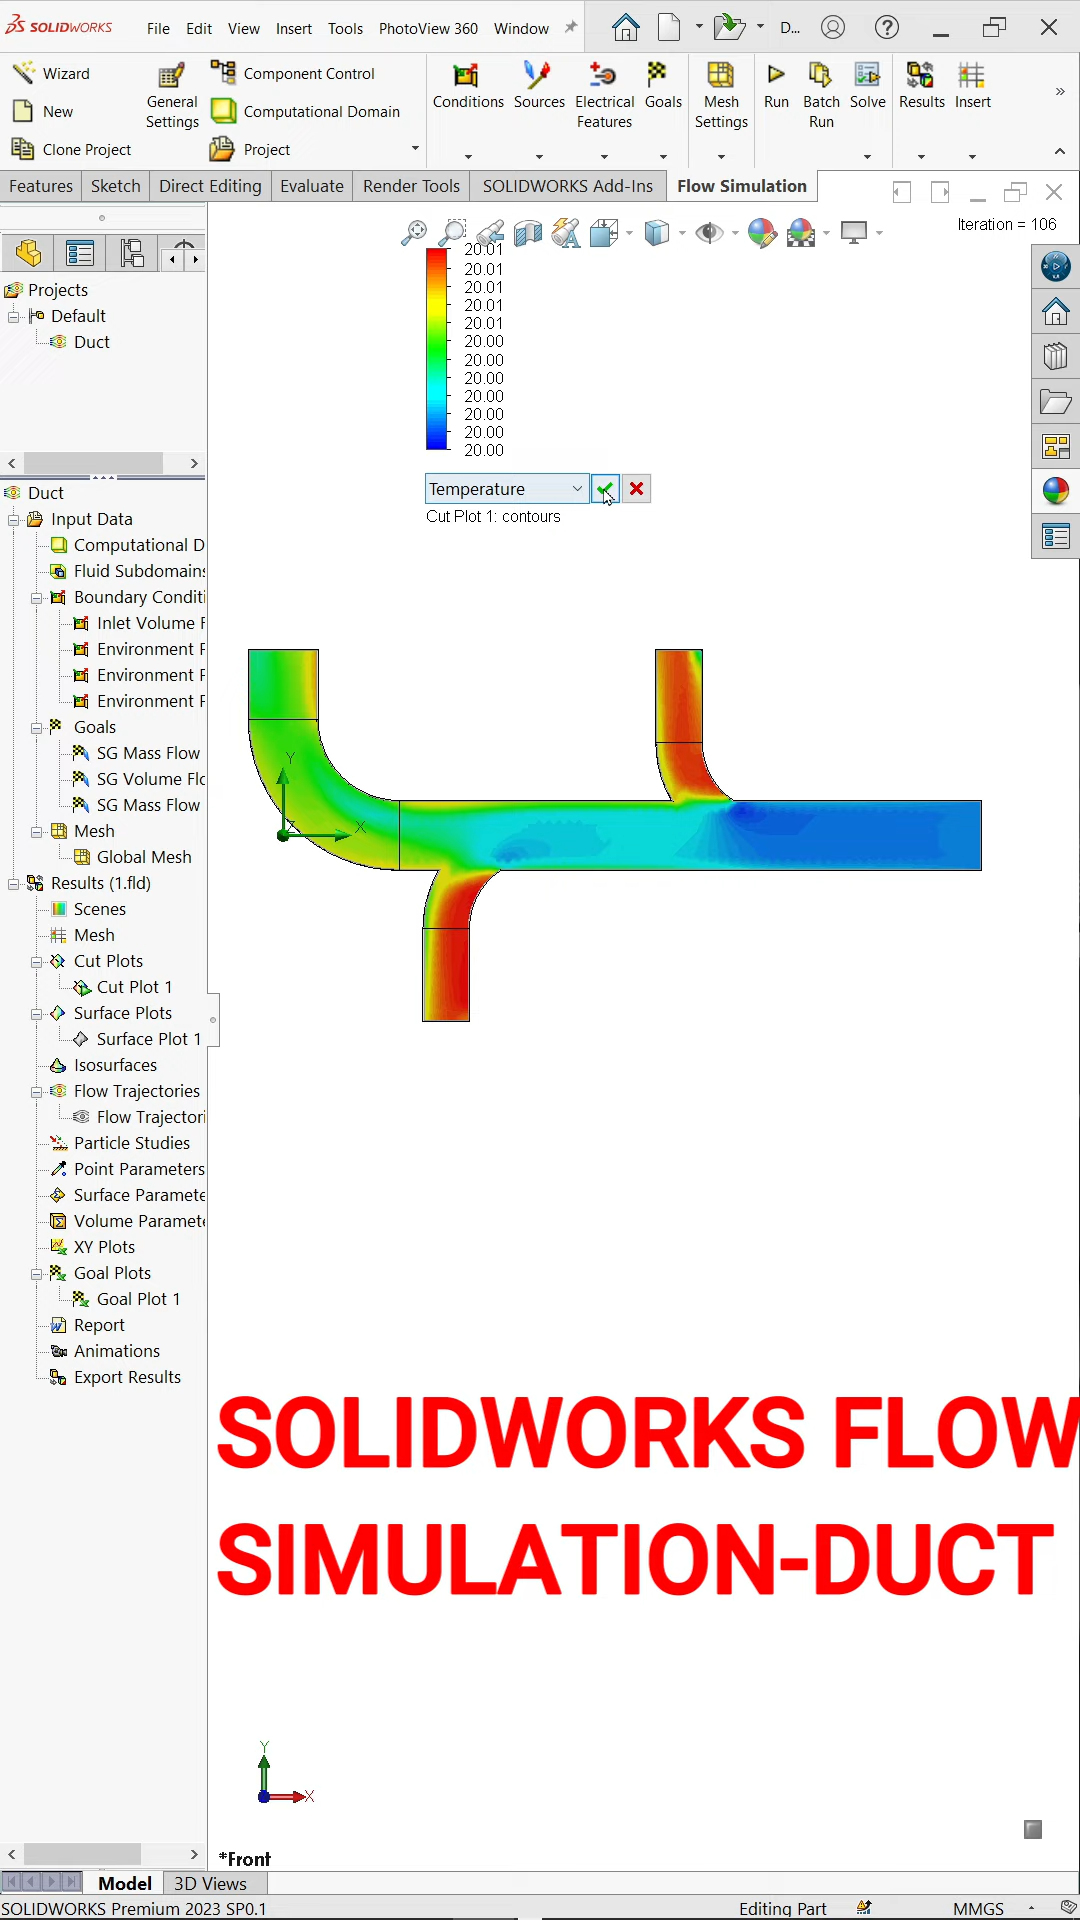 SOLIDWORKS File Edit View Insert Tools PhotoView 360 Window D...
Wizard
New
Clone Project
General Settings
Component Control
Computational Domain
Project
Conditions
Sources
Electrical Features
Goals
Mesh Settings
Run
Batch Run
Solve
Results
Insert
Features Sketch Direct Editing Evaluate Render Tools SOLIDWORKS Add-Ins Flow Simulation
Iteration = 106
Projects
Default
Duct
20.01
20.01
20.01
20.01
20.01
20.00
20.00
20.00
20.00
20.00
20.00
20.00
Temperature
Cut Plot 1: contours
Duct
Input Data
Computational D
Fluid Subdomains
Boundary Conditi
Inlet Volume F
Environment F
Environment F
Environment F
Goals
SG Mass Flow
SG Volume Flo
SG Mass Flow
Mesh
Global Mesh
Results (1.fld)
Scenes
Mesh
Cut Plots
Cut Plot 1
Surface Plots
Surface Plot 1
Isosurfaces
Flow Trajectories
Flow Trajectori
Particle Studies
Point Parameters
Surface Paramete
Volume Paramete
XY Plots
Goal Plots
Goal Plot 1
Report
Animations
Export Results
Y
X
Z
SOLIDWORKS FLOW
SIMULATION-DUCT
Y
X
*Front
Model 3D Views
SOLIDWORKS Premium 2023 SP0.1 Editing Part MMGS